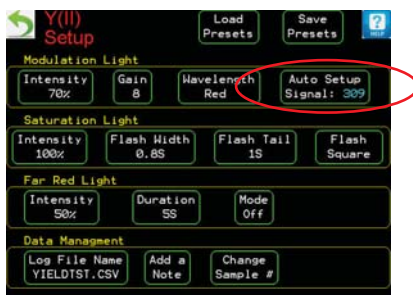 Y(II)
Setup
Load
Presets
Save
Presets
?
HELP
Modulation Light
Intensity
70%
Gain
8
Wavelength
Red
Auto Setup
Signal: 309
Saturation Light
Intensity
100%
Flash Width
0.8S
Flash Tail
1S
Flash
Square
Far Red Light
Intensity
50%
Duration
5S
Mode
Off
Data Managment
Log File Name
YIELDTST.CSV
Add a
Note
Change
Sample #